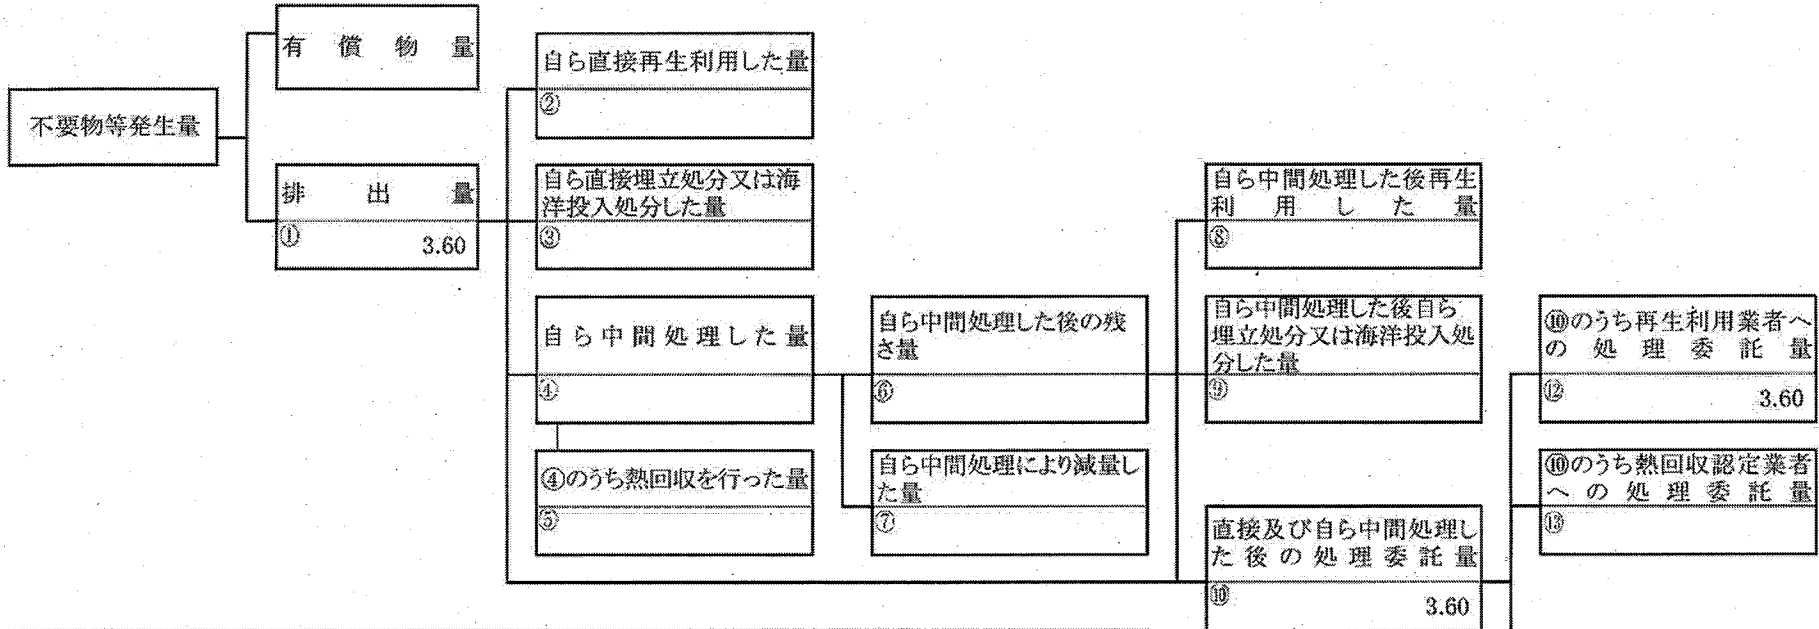 有償物量
不要物等発生量
排出量
①
3.60
自ら直接再生利用した量
②
自ら直接埋立処分又は海
洋投入処分した量
③
自ら中間処理した量
④
④のうち熱回収を行った量
⑤
自ら中間処理した後の残
さ量
⑥
自ら中間処理により減量し
た量
⑦
自ら中間処理した後再生
利用した量
⑧
自ら中間処理した後自ら
埋立処分又は海洋投入処
分した量
⑨
直接及び自ら中間処理し
た後の処理委託量
⑩
3.60
⑩のうち再生利用業者へ
の処理委託量
⑫
3.60
⑩のうち熱回収認定業者
への処理委託量
⑬